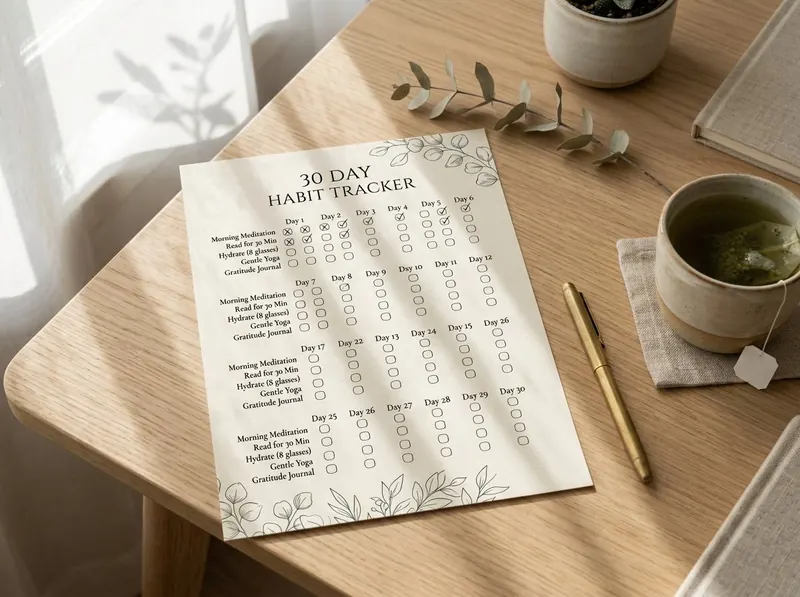 30 DAY
HABIT TRACKER
Day 1 Day 2 Day 3 Day 4 Day 5 Day 6
Morning Meditation
Read for 30 Min
Hydrate (8 glasses)
Gentle Yoga
Gratitude Journal
Day 7 Day 8 Day 9 Day 10 Day 11 Day 12
Morning Meditation
Read for 30 Min
Hydrate (8 glasses)
Gentle Yoga
Gratitude Journal
Day 17 Day 22 Day 13 Day 24 Day 15 Day 26
Morning Meditation
Read for 30 Min
Hydrate (8 glasses)
Gentle Yoga
Gratitude Journal
Day 25 Day 26 Day 27 Day 28 Day 29 Day 30
Morning Meditation
Read for 30 Min
Hydrate (8 glasses)
Gentle Yoga
Gratitude Journal